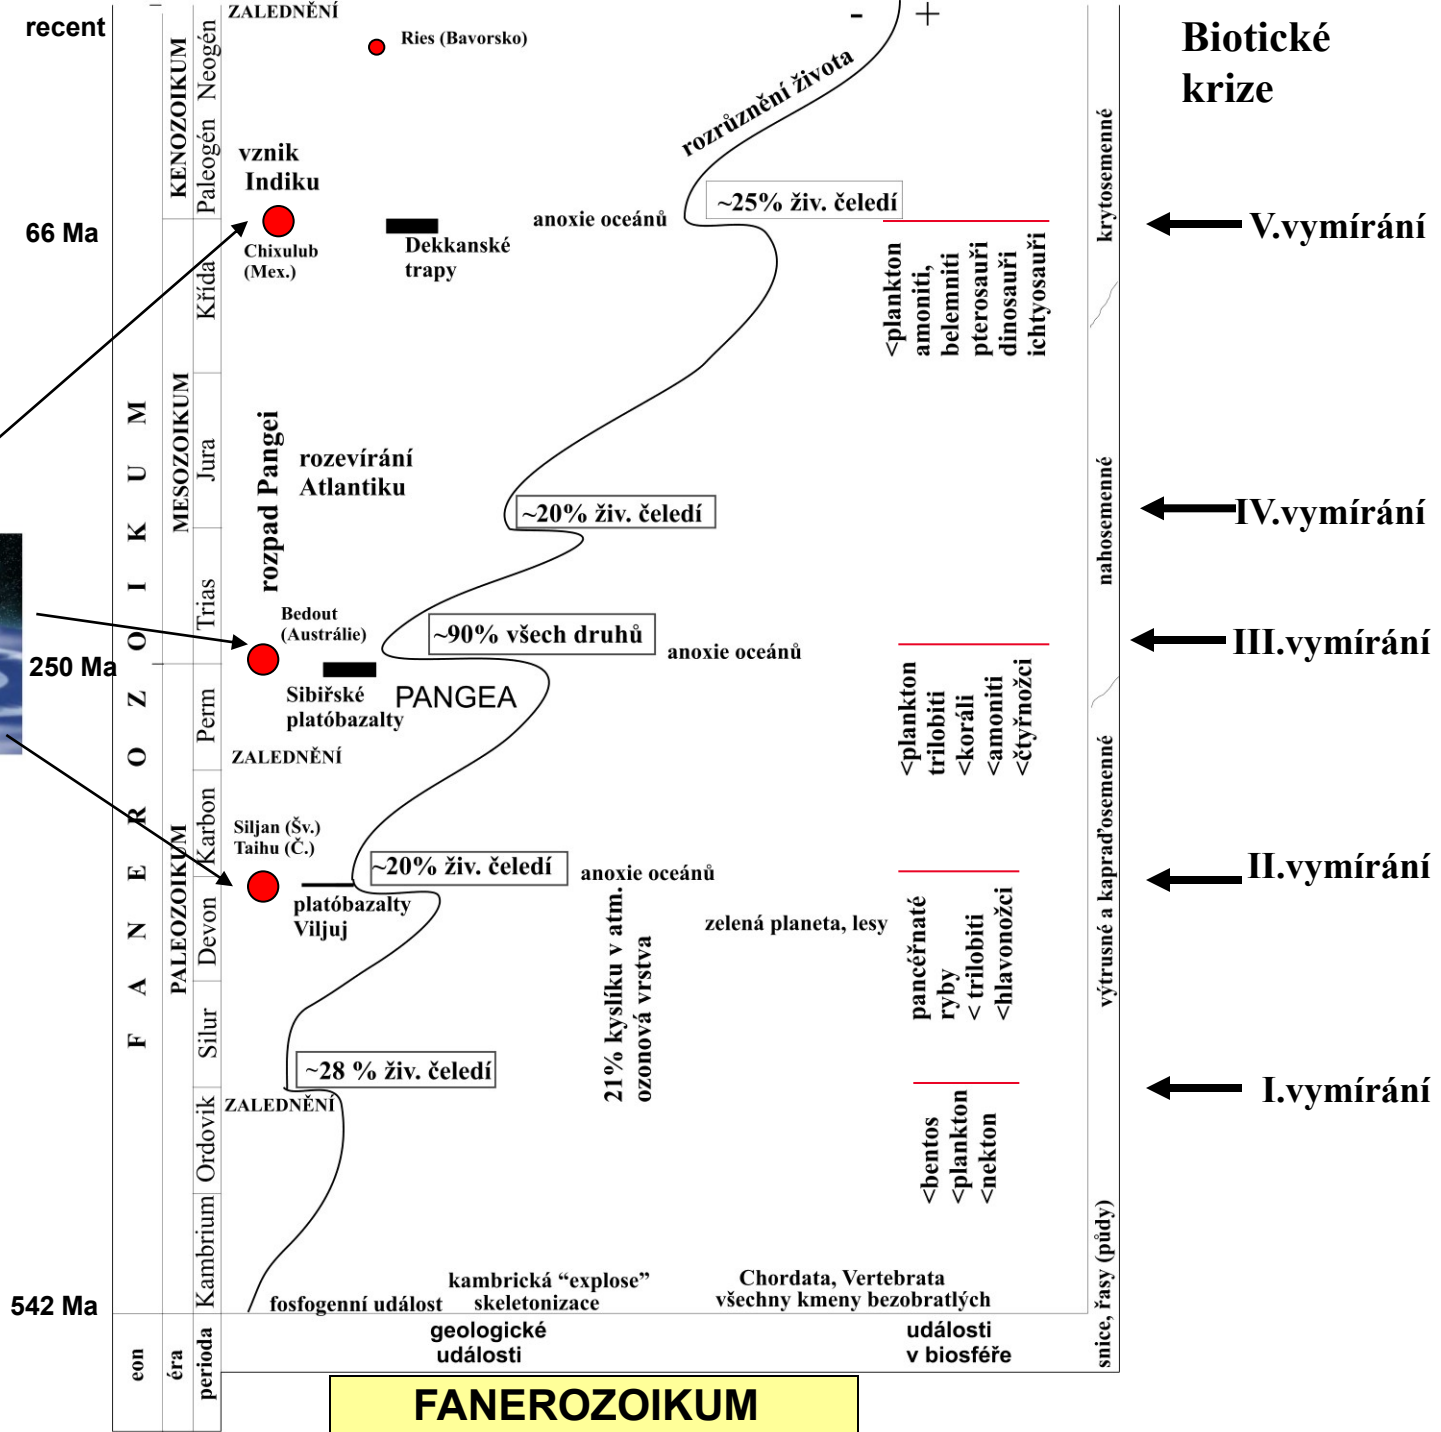 recent
ZALEDNĚNÍ
- +
Ries (Bavorsko)
Biotické
krize
rozrůznění života
KENOZOIKUM
Neogén
Paleogén
vznik
Indiku
~25% živ. čeledí
anoxie oceánů
66 Ma
Chixulub
(Mex.)
Dekkanské
trapy
V.vymírání
krytosemenné
Křída
<plankton
amoniti,
belemniti
pterosauři
dinosauři
ichtyosauři
FANEROZOIKUM
MESOZOIKUM
Jura
rozpad Pangei
rozevírání
Atlantiku
~20% živ. čeledí
IV.vymírání
nahosemenné
Trias
Bedout
(Austrálie)
~90% všech druhů
anoxie oceánů
III.vymírání
250 Ma
Sibiřské
platóbazalty
PANGEA
Perm
<plankton
trilobiti
<koráli
<amoniti
<čtyřnožci
ZALEDNĚNÍ
PALEOZOIKUM
Karbon
Siljan (Šv.)
Taihu (Č.)
~20% živ. čeledí
anoxie oceánů
II.vymírání
výtrusné a kapraďosemenné
platóbazalty
Viljuj
Devon
21% kyslíku v atm.
ozonová vrstva
zelená planeta, lesy
pancéřnaté
ryby
< trilobiti
<hlavonožci
Silur
~28 % živ. čeledí
I.vymírání
ZALEDNĚNÍ
Ordovik
<bentos
<plankton
<nekton
Kambrium
snice, řasy (půdy)
kambrická “explose”
skeletonizace
Chordata, Vertebrata
všechny kmeny bezobratlých
542 Ma
fosfogenní událost
eon
éra
perioda
geologické
události
události
v biosféře
FANEROZOIKUM